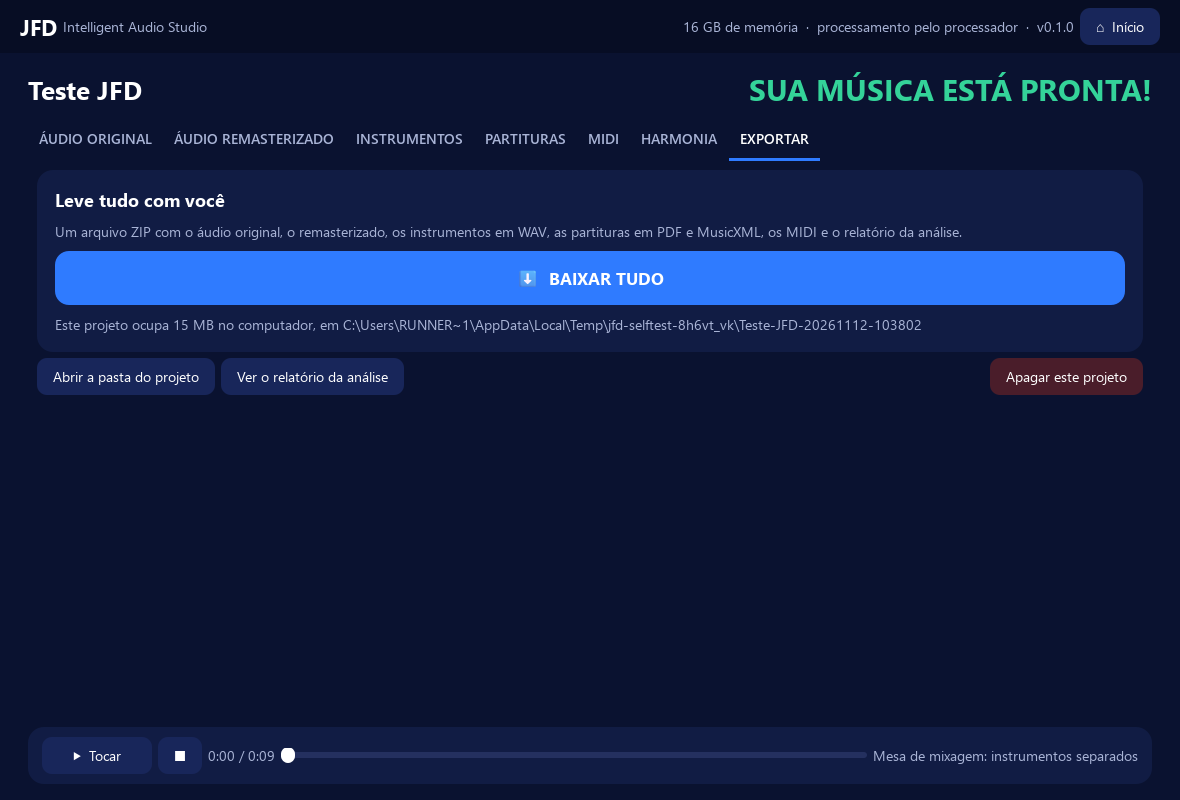 JFD Intelligent Audio Studio
16 GB de memória · processamento pelo processador · v0.1.0
⌂ Início
Teste JFD
SUA MÚSICA ESTÁ PRONTA!
ÁUDIO ORIGINAL ÁUDIO REMASTERIZADO INSTRUMENTOS PARTITURAS MIDI HARMONIA EXPORTAR
Leve tudo com você
Um arquivo ZIP com o áudio original, o remasterizado, os instrumentos em WAV, as partituras em PDF e MusicXML, os MIDI e o relatório da análise.
⬇ BAIXAR TUDO
Este projeto ocupa 15 MB no computador, em C:\Users\RUNNER~1\AppData\Local\Temp\jfd-selftest-8h6vt_vk\Teste-JFD-20261112-103802
Abrir a pasta do projeto Ver o relatório da análise Apagar este projeto
▶ Tocar ■ 0:00 / 0:09 Mesa de mixagem: instrumentos separados